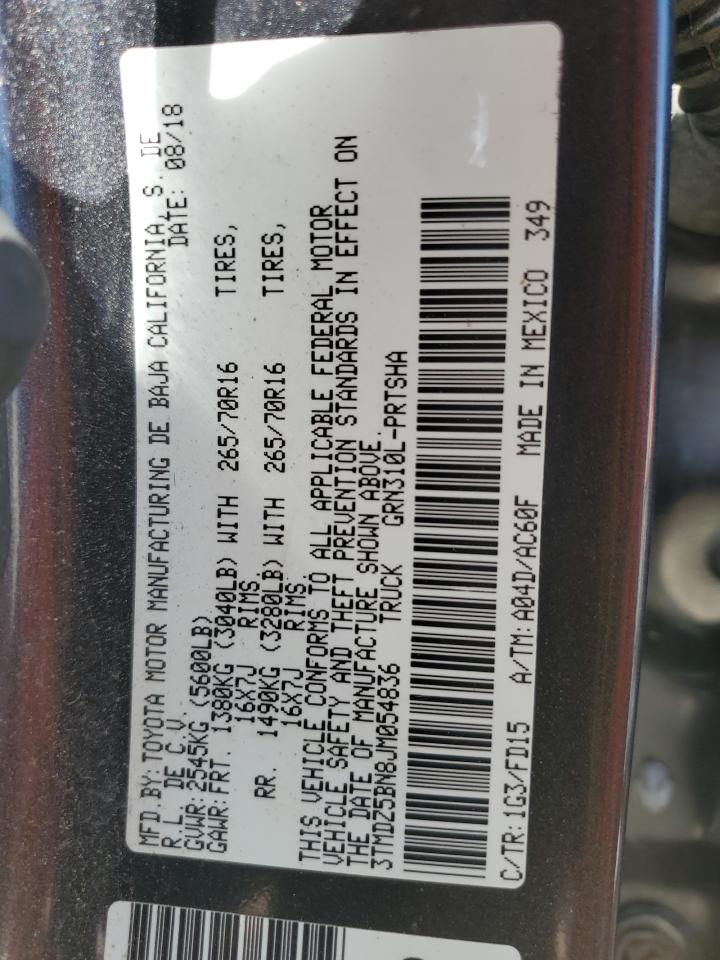 MFD.BY: TOYOTA MOTOR MANUFACTURING DE BAJA CALIFORNIA, S. DE
R.L. DE C.V. DATE: 08/18
GVWR: 2545KG (5600LB)
GAWR: FRT. 1380KG (3040LB) WITH 265/70R16 TIRES,
16X7J RIMS.
RR. 1490KG (3280LB) WITH 265/70R16 TIRES,
16X7J RIMS.
THIS VEHICLE CONFORMS TO ALL APPLICABLE FEDERAL MOTOR
VEHICLE SAFETY AND THEFT PREVENTION STANDARDS IN EFFECT ON
THE DATE OF MANUFACTURE SHOWN ABOVE.
3TMDZ5BN8JM054836 TRUCK GRN310L-PRTSHA
C/TR: 1G3/FD15 A/TM: A04D/AC60F MADE IN MEXICO 349